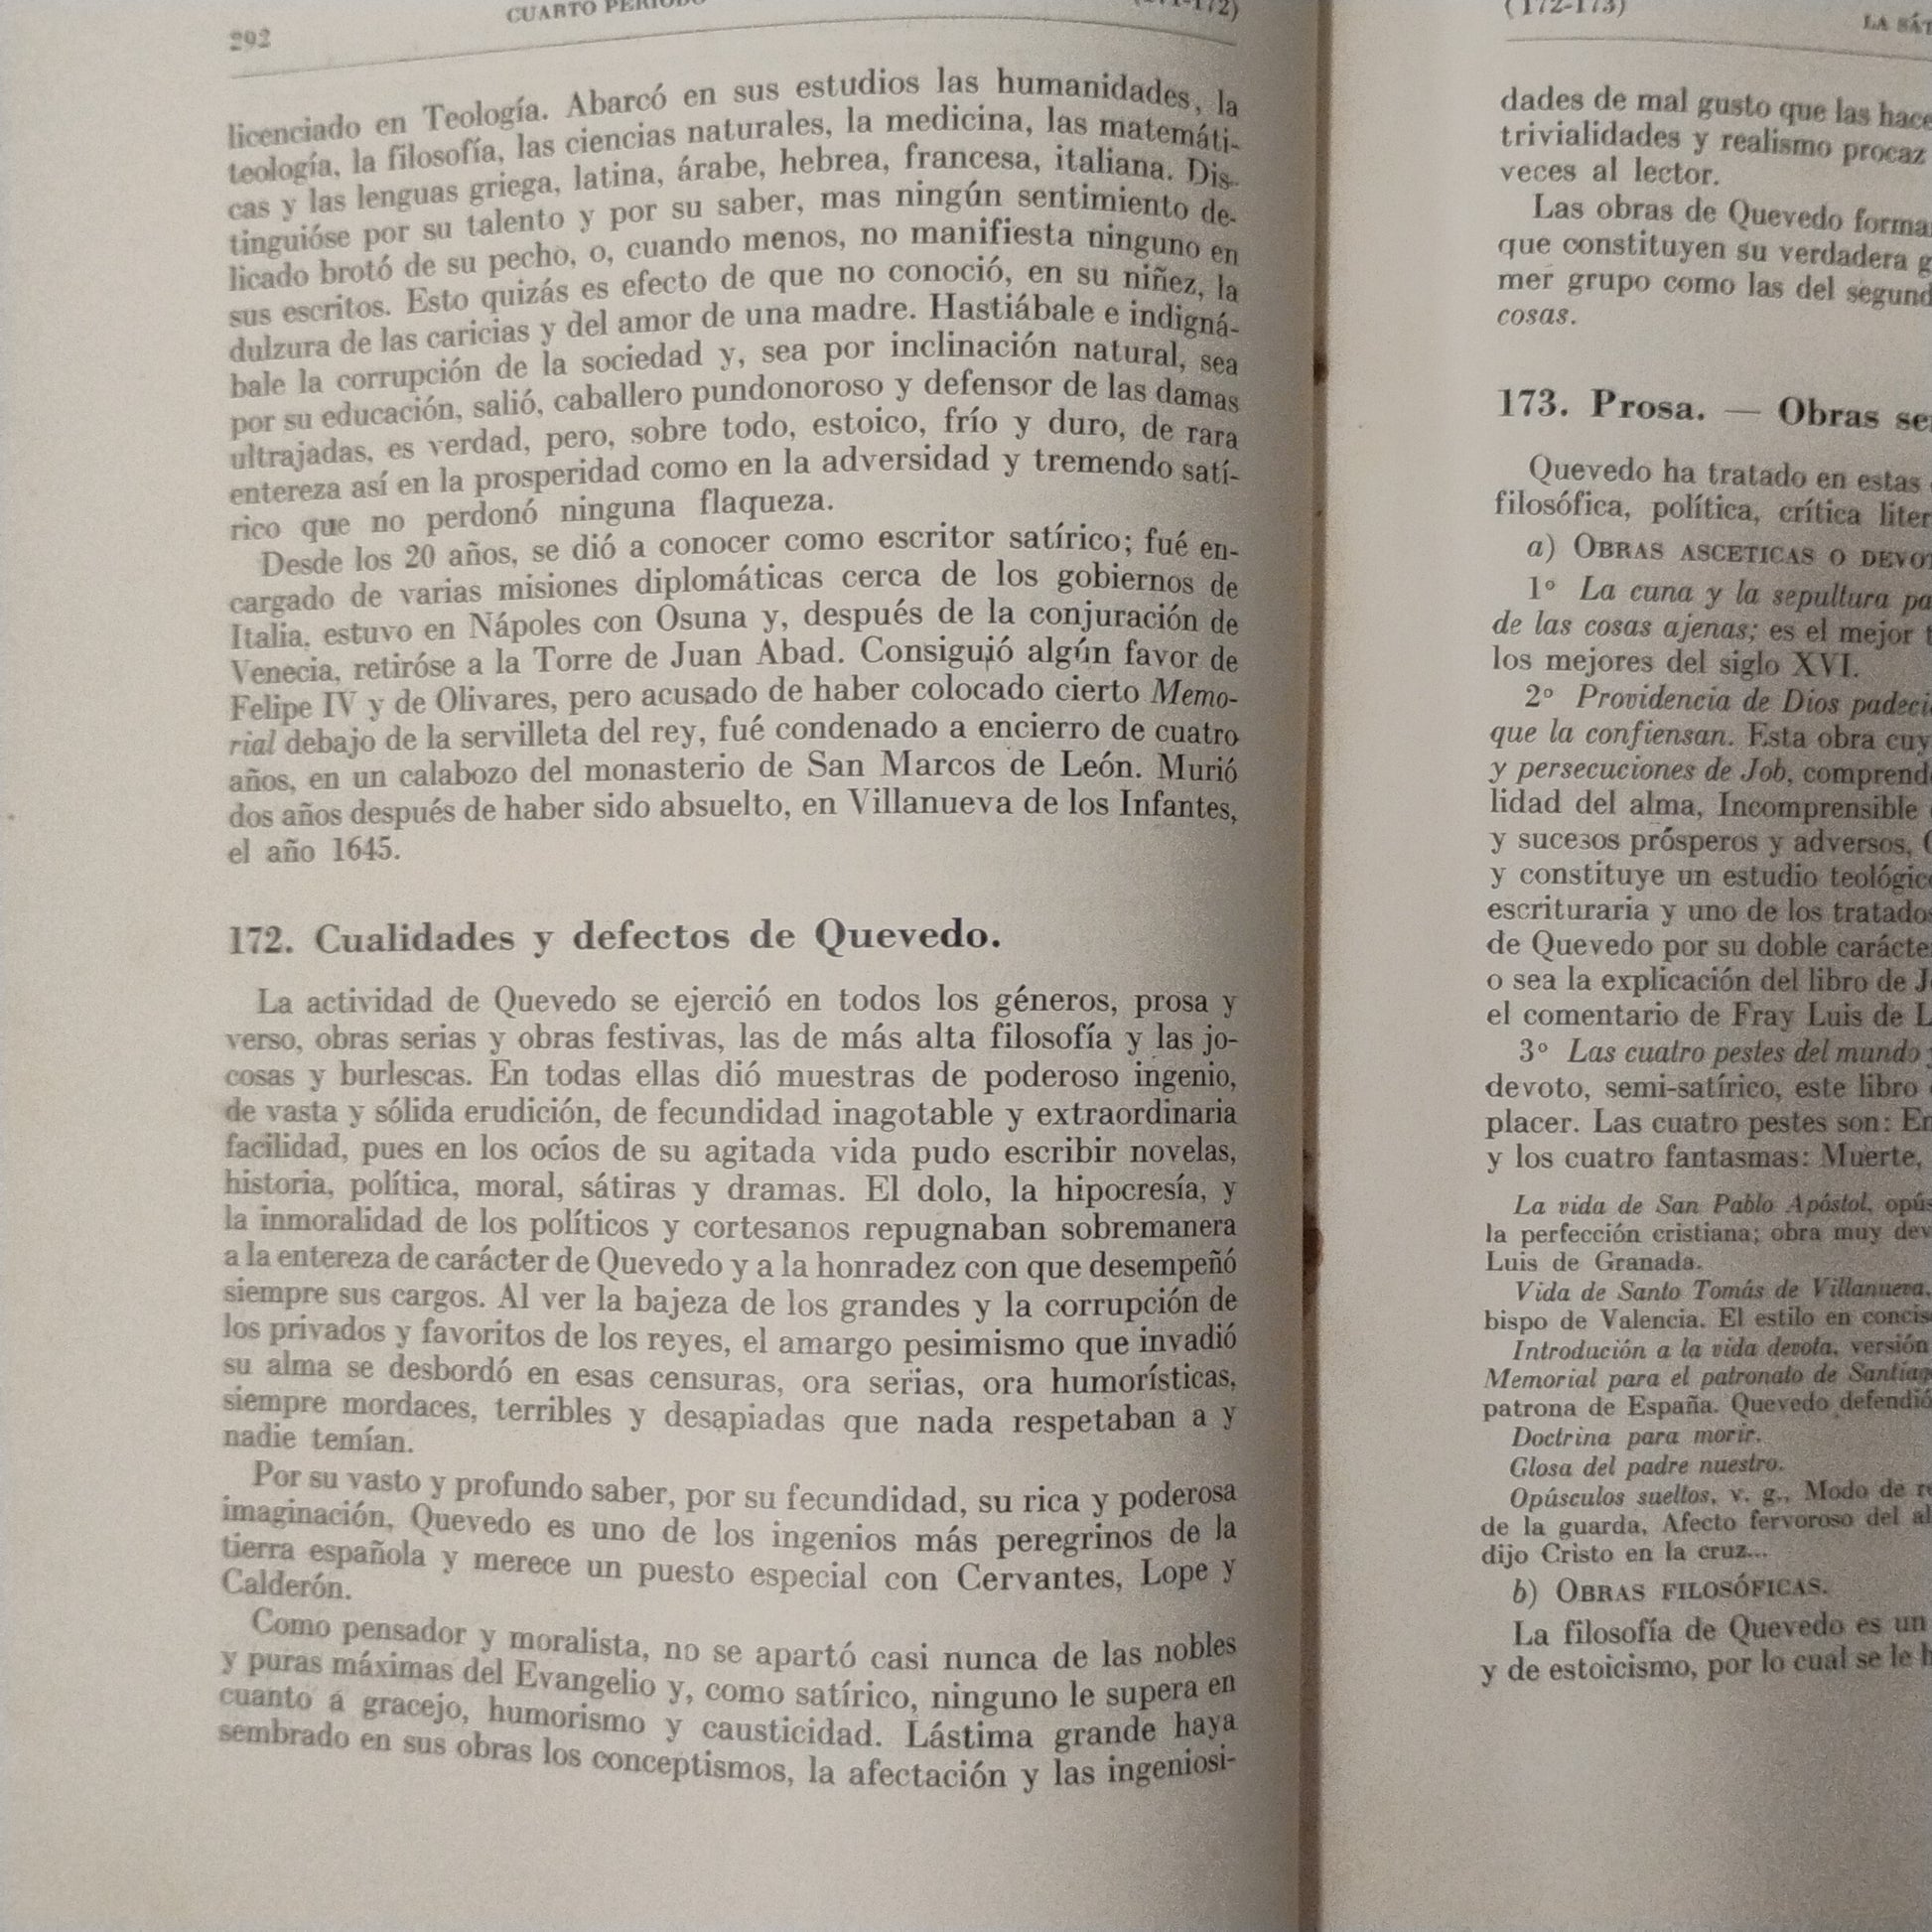 292
CUARTO PERÍODO
licenciado en Teología. Abarcó en sus estudios las humanidades, la
teología, la filosofía, las ciencias naturales, la medicina, las matemáti-
cas y las lenguas griega, latina, árabe, hebrea, francesa, italiana. Dis-
tinguióse por su talento y por su saber, mas ningún sentimiento de-
licado brotó de su pecho, o, cuando menos, no manifiesta ninguno en
sus escritos. Esto quizás es efecto de que no conoció, en su niñez, la
dulzura de las caricias y del amor de una madre. Hastiábale e indigná-
bale la corrupción de la sociedad y, sea por inclinación natural, sea
por su educación, salió, caballero pundonoroso y defensor de las damas
ultrajadas, es verdad, pero, sobre todo, estoico, frío y duro, de rara
entereza así en la prosperidad como en la adversidad y tremendo satí-
rico que no perdonó ninguna flaqueza.
Desde los 20 años, se dió a conocer como escritor satírico; fué en-
cargado de varias misiones diplomáticas cerca de los gobiernos de
Italia, estuvo en Nápoles con Osuna y, después de la conjuración de
Venecia, retiróse a la Torre de Juan Abad. Consiguió algún favor de
Felipe IV y de Olivares, pero acusado de haber colocado cierto Memo-
rial debajo de la servilleta del rey, fué condenado a encierro de cuatro
años, en un calabozo del monasterio de San Marcos de León. Murió
dos años después de haber sido absuelto, en Villanueva de los Infantes,
el año 1645.
172. Cualidades y defectos de Quevedo.
La actividad de Quevedo se ejerció en todos los géneros, prosa y
verso, obras serias y obras festivas, las de más alta filosofía y las jo-
cosas y burlescas. En todas ellas dió muestras de poderoso ingenio,
de vasta y sólida erudición, de fecundidad inagotable y extraordinaria
facilidad, pues en los ocios de su agitada vida pudo escribir novelas,
historia, política, moral, sátiras y dramas. El dolo, la hipocresía, y
la inmoralidad de los políticos y cortesanos repugnaban sobremanera
a la entereza de carácter de Quevedo y a la honradez con que desempeñó
siempre sus cargos. Al ver la bajeza de los grandes y la corrupción de
los privados y favoritos de los reyes, el amargo pesimismo que invadió
su alma se desbordó en esas censuras, ora serias, ora humorísticas,
siempre mordaces, terribles y desapiadas que nada respetaban a y
nadie temían.
Por su vasto y profundo saber, por su fecundidad, su rica y poderosa
imaginación, Quevedo es uno de los ingenios más peregrinos de la
tierra española y merece un puesto especial con Cervantes, Lope y
Calderón.
Como pensador y moralista, no se apartó casi nunca de las nobles
y puras máximas del Evangelio y, como satírico, ninguno le supera en
cuanto a gracejo, humorismo y causticidad. Lástima grande haya
sembrado en sus obras los conceptismos, la afectación y las ingeniosi-
(172-173)
LA SÁT
dades de mal gusto que las hace
trivialidades y realismo procaz
veces al lector.
Las obras de Quevedo forma
que constituyen su verdadera g
mer grupo como las del segund
cosas.
173. Prosa. — Obras se
Quevedo ha tratado en estas
filosófica, política, crítica liter
a) OBRAS ASCETICAS O DEVOT
1º La cuna y la sepultura pa
de las cosas ajenas; es el mejor t
los mejores del siglo XVI.
2º Providencia de Dios padeci
que la confiensan. Esta obra cuy
y persecuciones de Job, comprend
lidad del alma, Incomprensible
y sucesos prósperos y adversos,
y constituye un estudio teológic
escrituraria y uno de los tratados
de Quevedo por su doble carácte
o sea la explicación del libro de J
el comentario de Fray Luis de L
3º Las cuatro pestes del mundo y
devoto, semi-satírico, este libro
placer. Las cuatro pestes son: En
y los cuatro fantasmas: Muerte,
La vida de San Pablo Apóstol, opús
la perfección cristiana; obra muy dev
Luis de Granada.
Vida de Santo Tomás de Villanueva,
bispo de Valencia. El estilo en concis
Introdución a la vida devota, versión
Memorial para el patronato de Santiag
patrona de España. Quevedo defendió
Doctrina para morir.
Glosa del padre nuestro.
Opúsculos sueltos, v. g., Modo de re
de la guarda, Afecto fervoroso del al
dijo Cristo en la cruz...
b) OBRAS FILOSÓFICAS.
La filosofía de Quevedo es un
y de estoicismo, por lo cual se le h